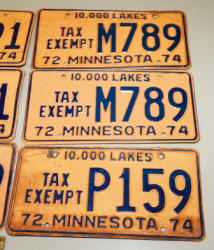 10,000 LAKES
TAX
EXEMPT M789
72 MINNESOTA 74
10,000 LAKES
TAX
EXEMPT M789
72 MINNESOTA 74
10,000 LAKES
TAX
EXEMPT P159
72 MINNESOTA 74